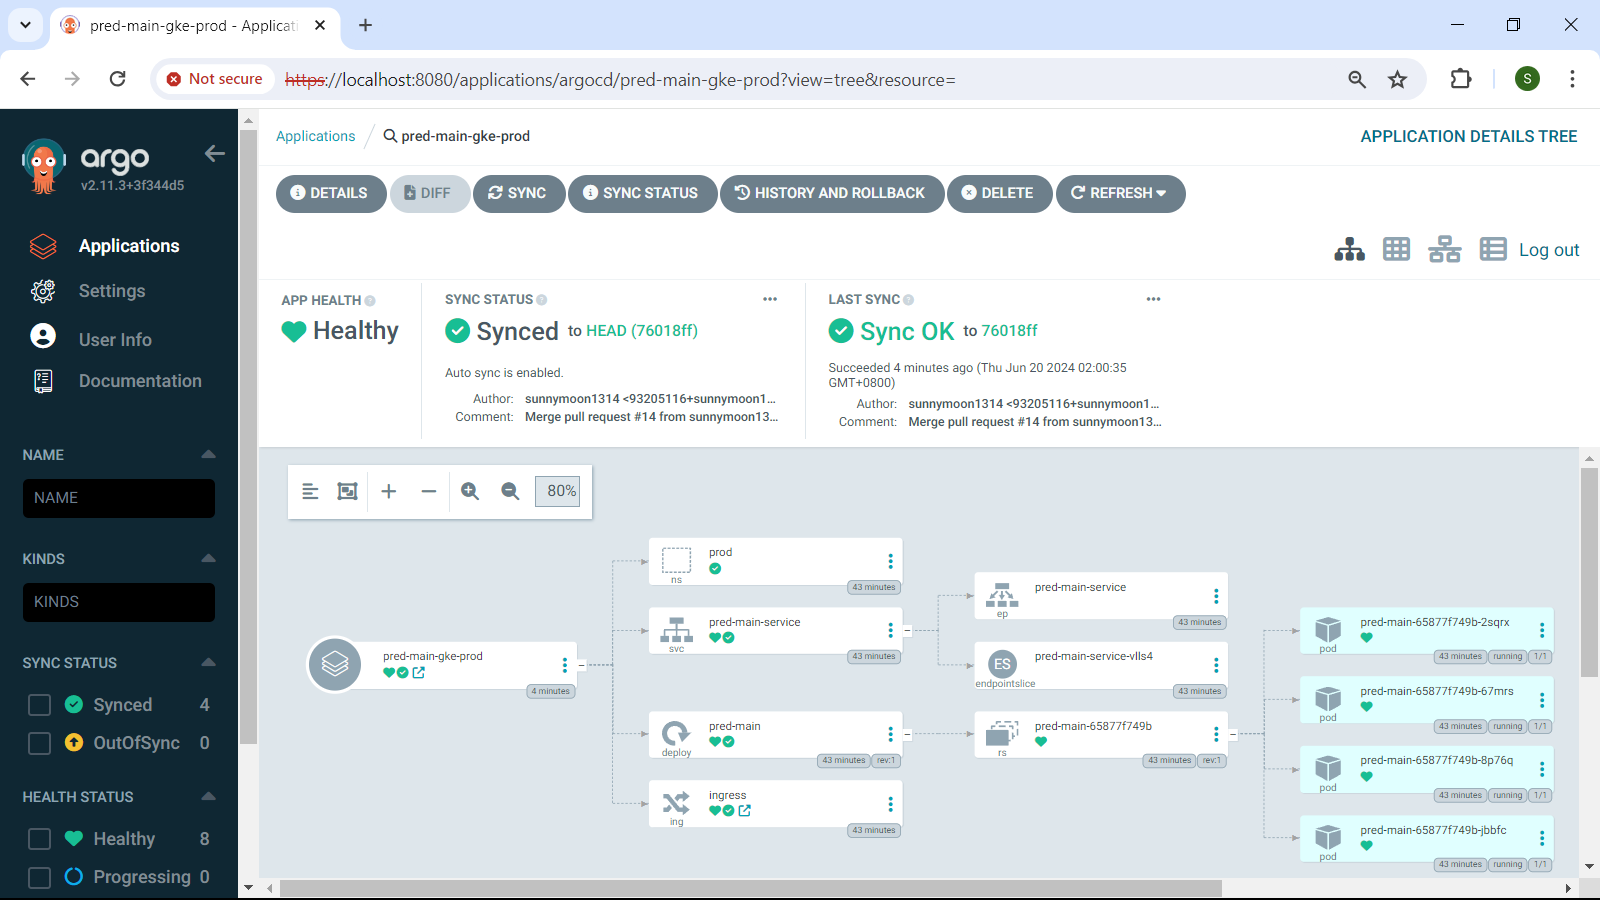 pred-main-gke-prod - Applicati
Not secure
https://localhost:8080/applications/argocd/pred-main-gke-prod?view=tree&resource=
S
argo
v2.11.3+3f344d5
Applications
Settings
User Info
Documentation
NAME
NAME
KINDS
KINDS
SYNC STATUS
Synced 4
OutOfSync 0
HEALTH STATUS
Healthy 8
Progressing 0
Applications / pred-main-gke-prod
APPLICATION DETAILS TREE
DETAILS DIFF SYNC SYNC STATUS HISTORY AND ROLLBACK DELETE REFRESH
Log out
APP HEALTH
Healthy
SYNC STATUS
Synced to HEAD (76018ff)
Auto sync is enabled.
Author: sunnymoon1314 <93205116+sunnymoon1...
Comment: Merge pull request #14 from sunnymoon13...
LAST SYNC
Sync OK to 76018ff
Succeeded 4 minutes ago (Thu Jun 20 2024 02:00:35
GMT+0800)
Author: sunnymoon1314 <93205116+sunnymoon1...
Comment: Merge pull request #14 from sunnymoon13...
80%
pred-main-gke-prod
4 minutes
prod
ns
43 minutes
pred-main-service
svc
43 minutes
pred-main
deploy
43 minutes rev:1
ingress
ing
43 minutes
pred-main-service
ep
43 minutes
ES
pred-main-service-vlls4
endpointslice
43 minutes
pred-main-65877f749b
rs
43 minutes rev:1
pred-main-65877f749b-2sqrx
pod
43 minutes running 1/1
pred-main-65877f749b-67mrs
pod
43 minutes running 1/1
pred-main-65877f749b-8p76q
pod
43 minutes running 1/1
pred-main-65877f749b-jbbfc
pod
43 minutes running 1/1